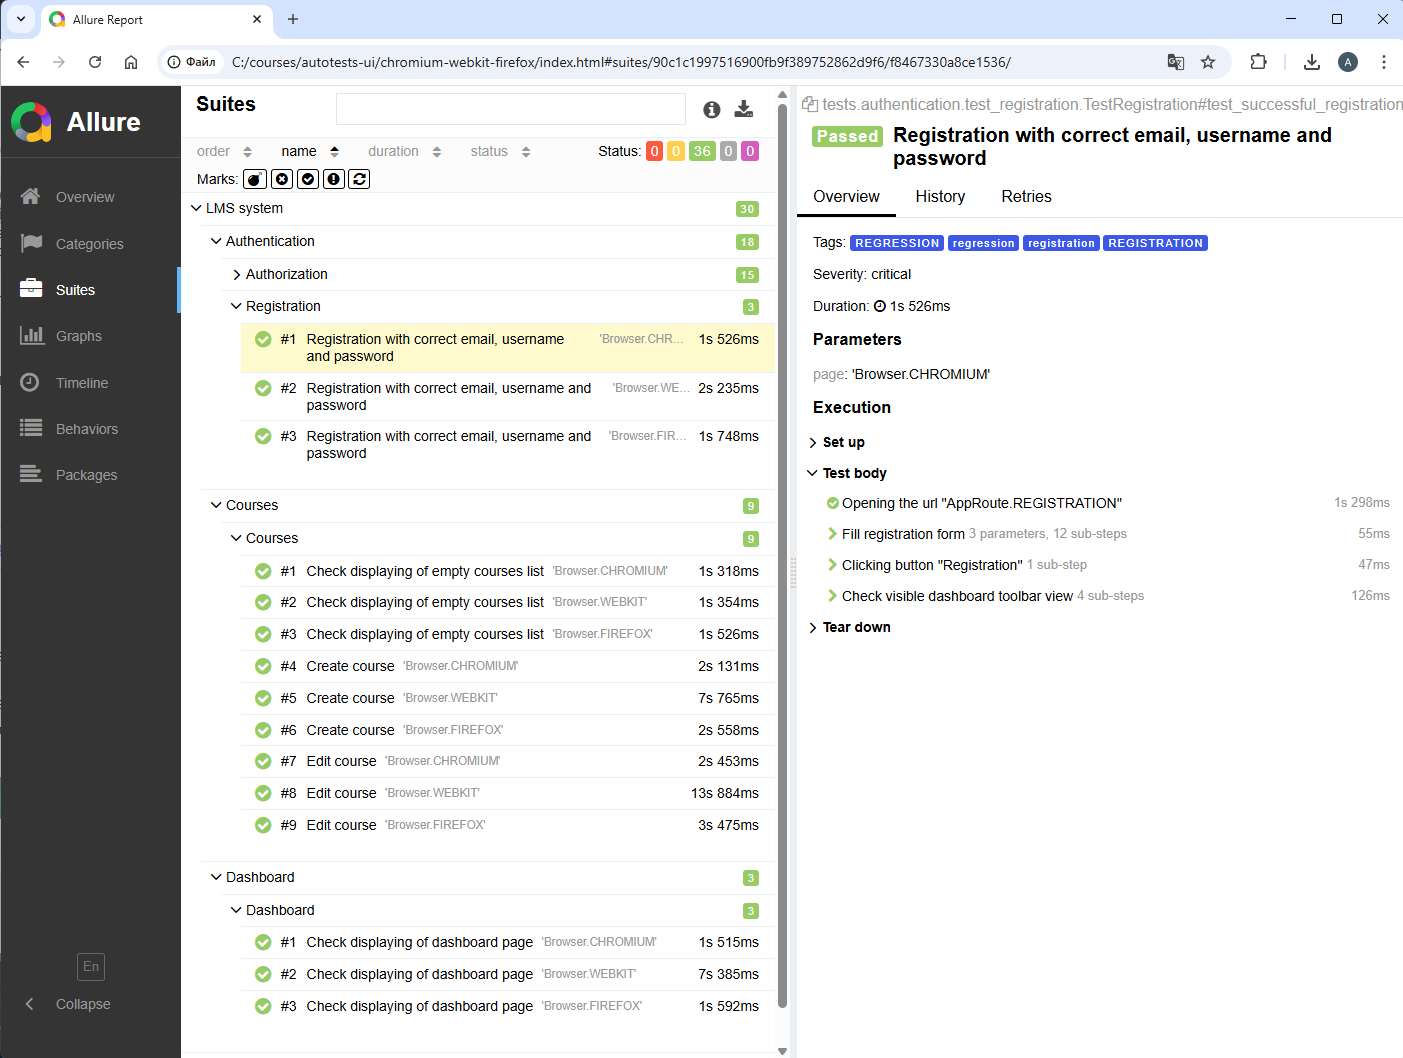 Allure Report
Файл
C:/courses/autotests-ui/chromium-webkit-firefox/index.html#suites/90c1c1997516900fb9f389752862d9f6/f8467330a8ce1536/
A
Allure
Overview
Categories
Suites
Graphs
Timeline
Behaviors
Packages
En
Collapse
Suites
order name duration status Status: 0 0 36 0 0
Marks:
LMS system 30
Authentication 18
Authorization 15
Registration 3
#1 Registration with correct email, username and password 'Browser.CHR... 1s 526ms
#2 Registration with correct email, username and password 'Browser.WE... 2s 235ms
#3 Registration with correct email, username and password 'Browser.FIR... 1s 748ms
Courses 9
Courses 9
#1 Check displaying of empty courses list 'Browser.CHROMIUM' 1s 318ms
#2 Check displaying of empty courses list 'Browser.WEBKIT' 1s 354ms
#3 Check displaying of empty courses list 'Browser.FIREFOX' 1s 526ms
#4 Create course 'Browser.CHROMIUM' 2s 131ms
#5 Create course 'Browser.WEBKIT' 7s 765ms
#6 Create course 'Browser.FIREFOX' 2s 558ms
#7 Edit course 'Browser.CHROMIUM' 2s 453ms
#8 Edit course 'Browser.WEBKIT' 13s 884ms
#9 Edit course 'Browser.FIREFOX' 3s 475ms
Dashboard 3
Dashboard 3
#1 Check displaying of dashboard page 'Browser.CHROMIUM' 1s 515ms
#2 Check displaying of dashboard page 'Browser.WEBKIT' 7s 385ms
#3 Check displaying of dashboard page 'Browser.FIREFOX' 1s 592ms
tests.authentication.test_registration.TestRegistration#test_successful_registration
Passed Registration with correct email, username and
password
Overview History Retries
Tags: REGRESSION regression registration REGISTRATION
Severity: critical
Duration: 1s 526ms
Parameters
page: 'Browser.CHROMIUM'
Execution
Set up
Test body
Opening the url "AppRoute.REGISTRATION" 1s 298ms
Fill registration form 3 parameters, 12 sub-steps 55ms
Clicking button "Registration" 1 sub-step 47ms
Check visible dashboard toolbar view 4 sub-steps 126ms
Tear down